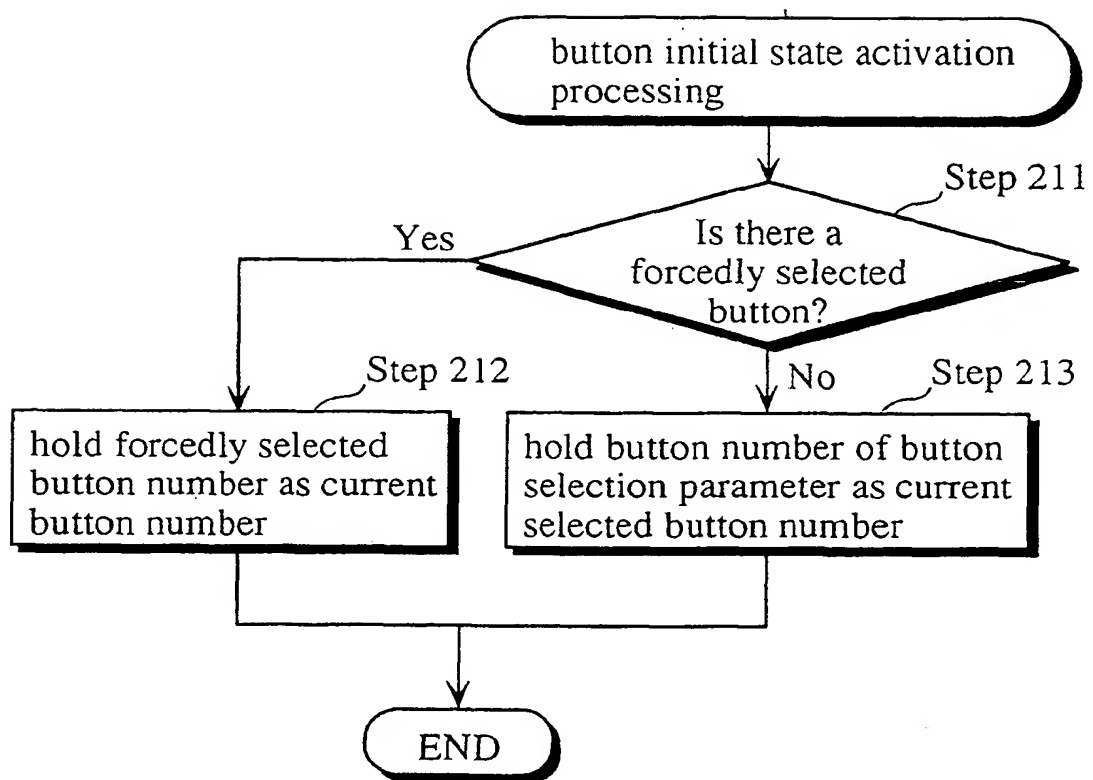 button initial state activation
processing
Step 211
Yes
Is there a
forcedly selected
button?
Step 212
No
Step 213
hold forcedly selected
button number as current
button number
hold button number of button
selection parameter as current
selected button number
END